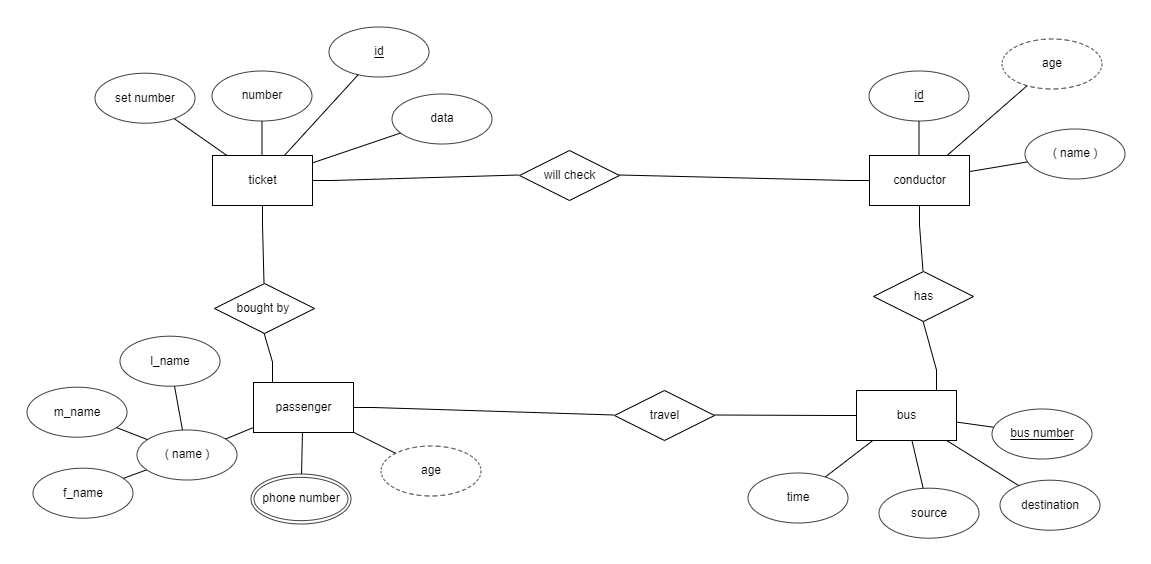 id
age
set number
number
id
data
( name )
ticket
will check
conductor
bought by
has
l_name
m_name
passenger
travel
bus
bus number
( name )
age
f_name
phone number
time
source
destination